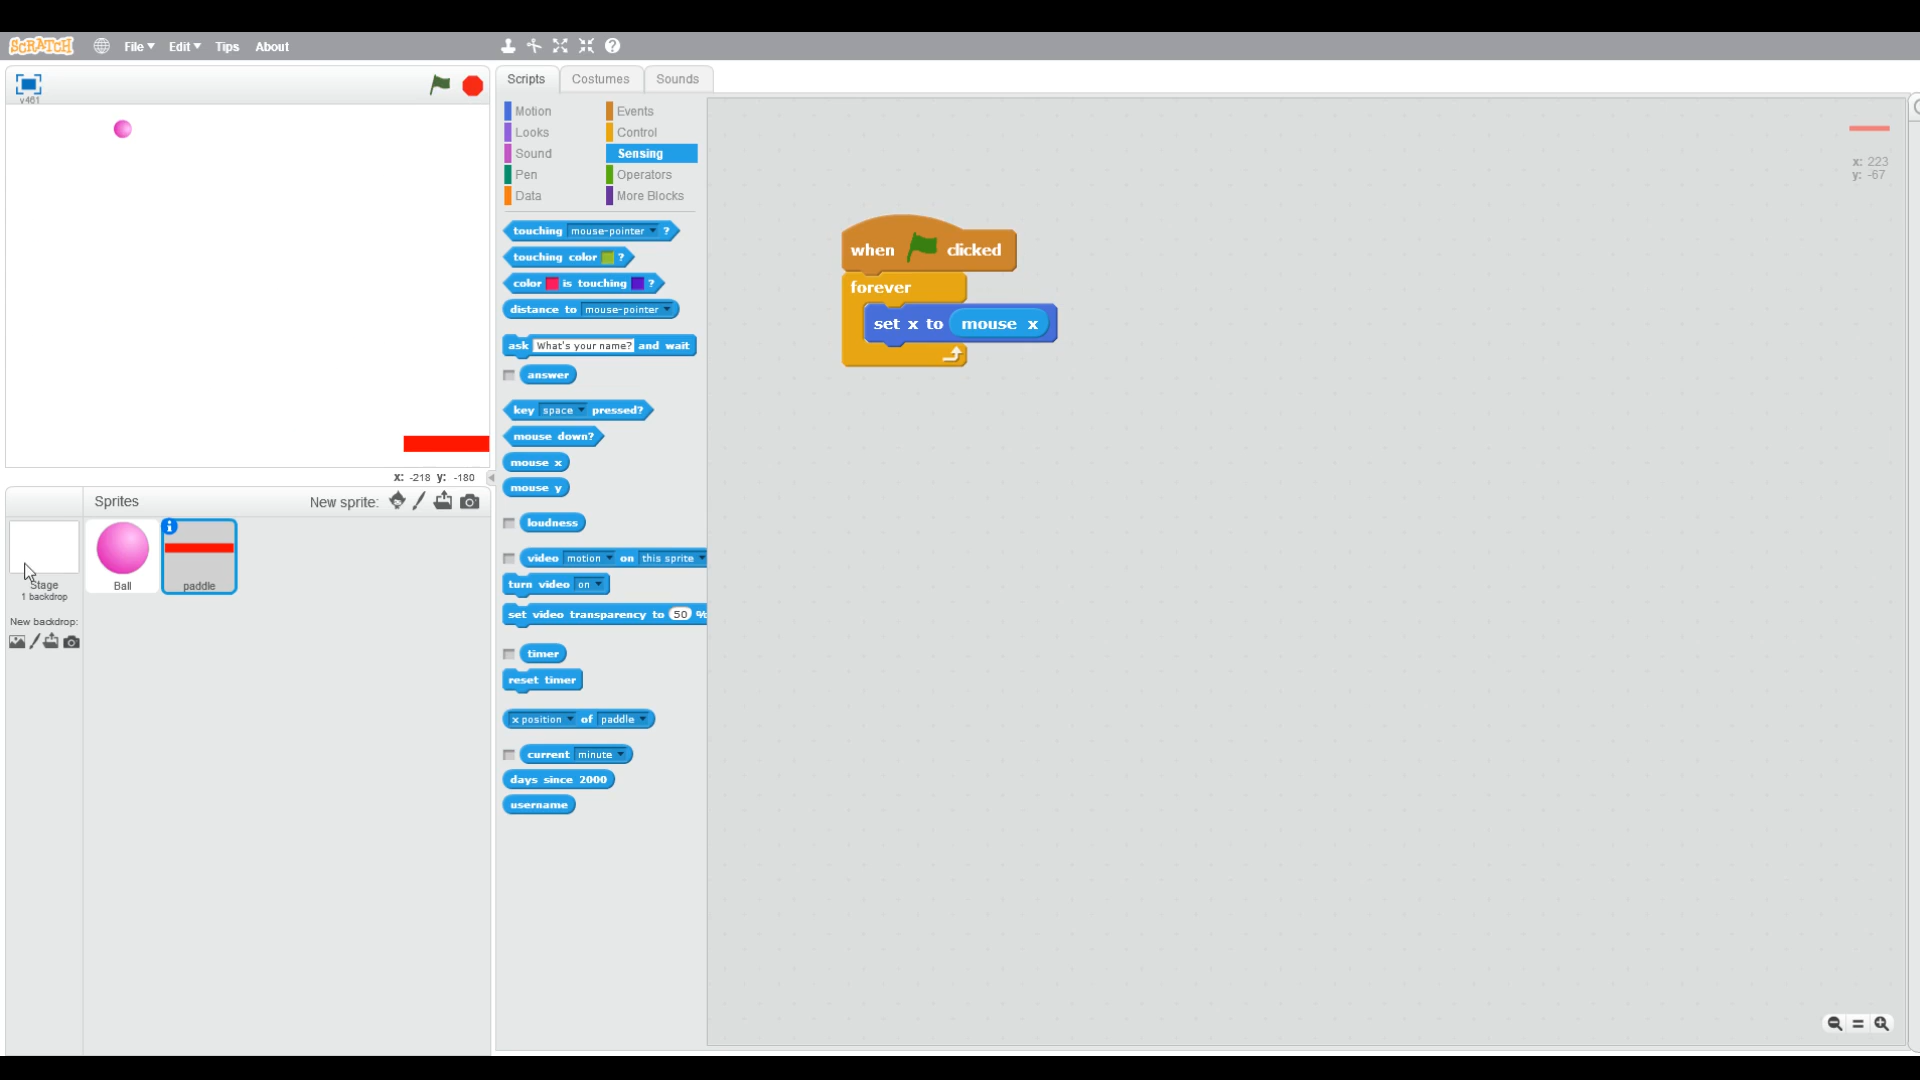 SCRATCH File Edit Tips About
v461
Scripts Costumes Sounds
Motion Events
Looks Control
Sound Sensing
Pen Operators
Data More Blocks
touching mouse-pointer ?
touching color ?
color is touching ?
distance to mouse-pointer
ask What's your name? and wait
answer
key space pressed?
mouse down?
mouse x
mouse y
loudness
video motion on this sprite
turn video on
set video transparency to 50 %
timer
reset timer
x position of paddle
current minute
days since 2000
username
when clicked
forever
set x to mouse x
x: 223
y: -67
x: -218 y: -180
Sprites New sprite:
Stage
1 backdrop
New backdrop:
Ball
paddle